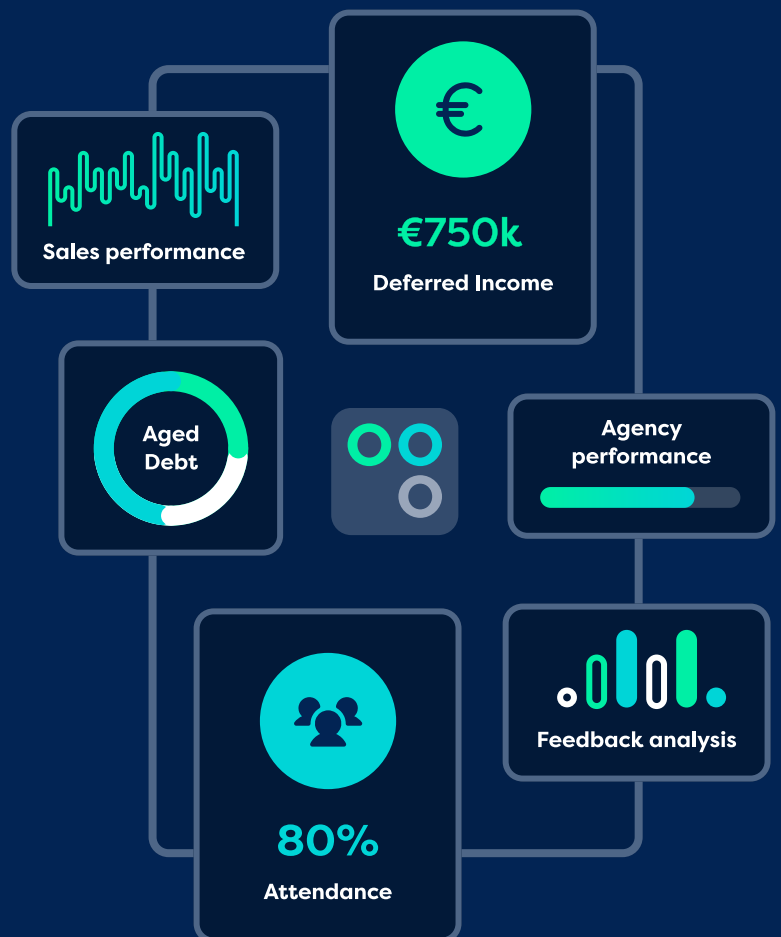 €
€750k
Deferred Income
Sales performance
Aged
Debt
Agency
performance
Feedback analysis
80%
Attendance